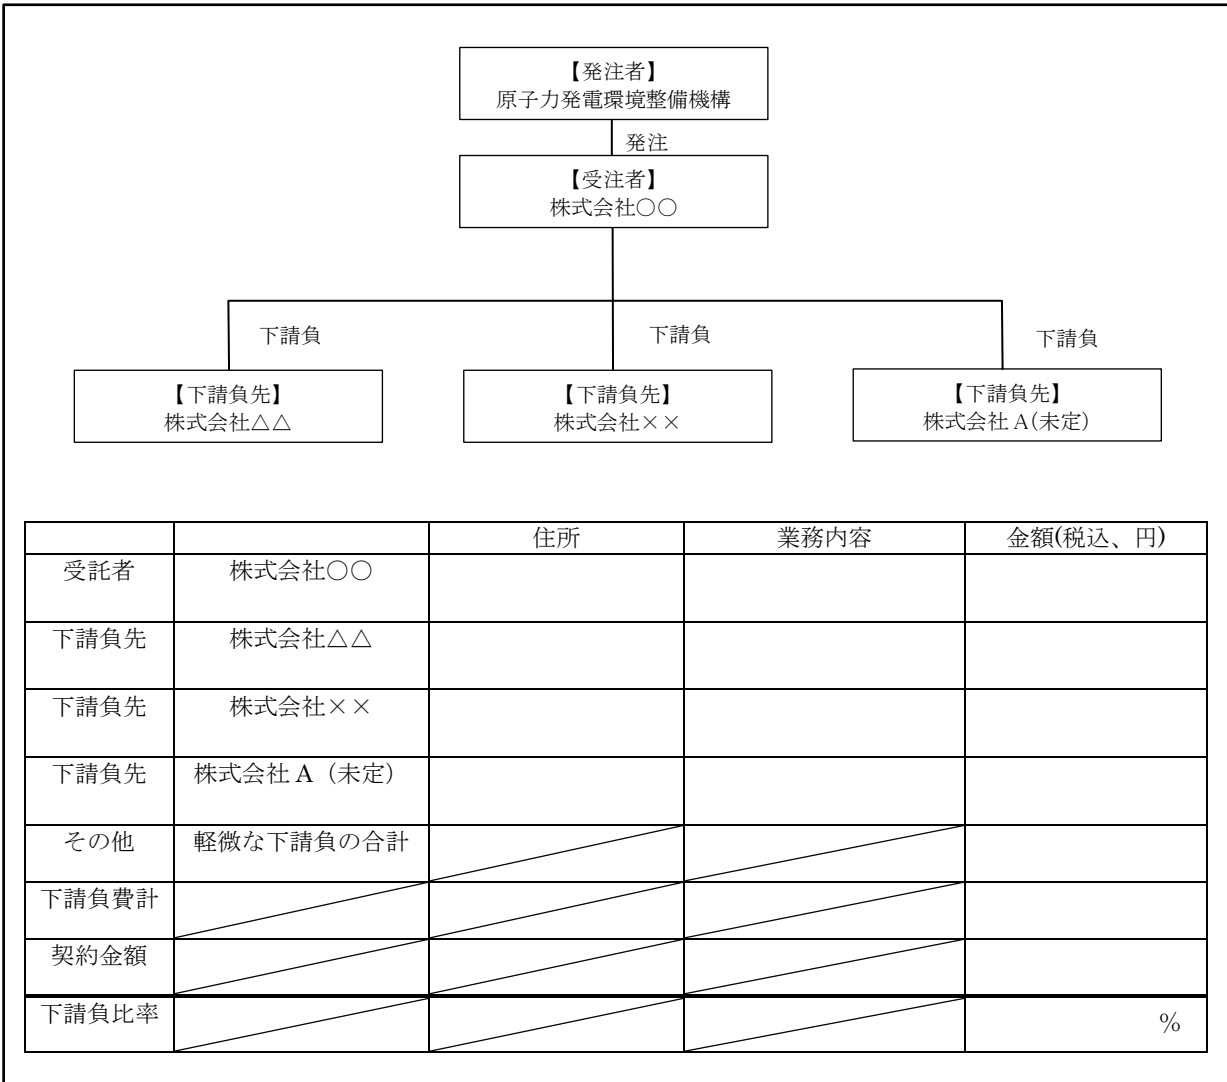 【発注者】
原子力発電環境整備機構
発注
【受注者】
株式会社○○
下請負
下請負
下請負
【下請負先】
株式会社△△
【下請負先】
株式会社××
【下請負先】
株式会社 A(未定)
住所 業務内容 金額(税込、円)
受託者 株式会社○○
下請負先 株式会社△△
下請負先 株式会社××
下請負先 株式会社 A（未定）
その他 軽微な下請負の合計
下請負費計
契約金額
下請負比率 %